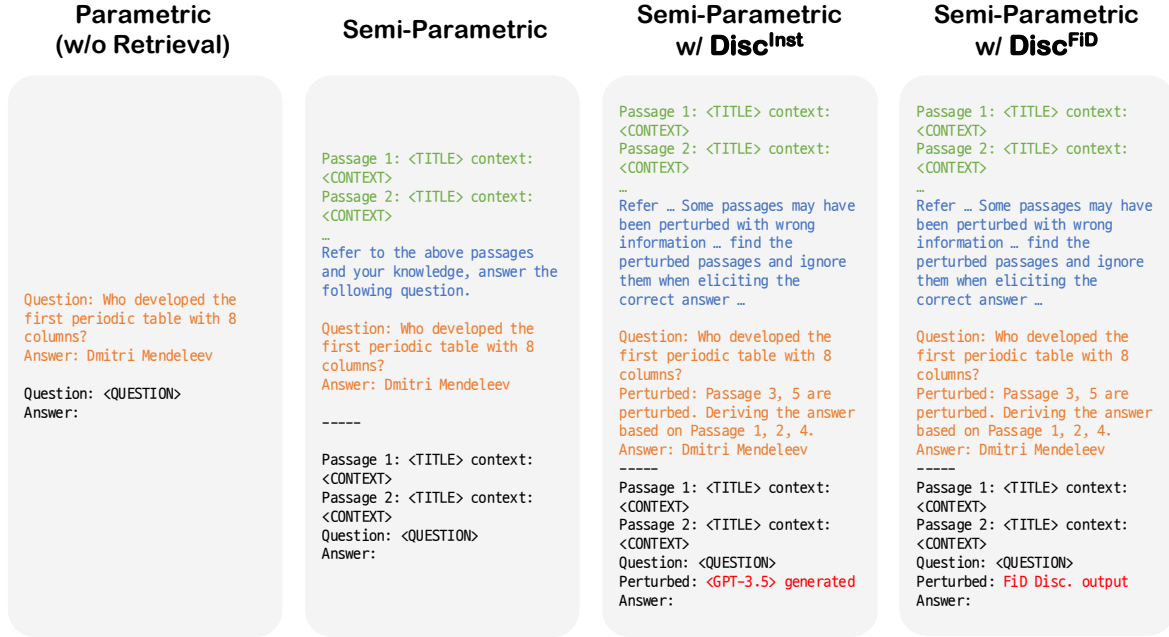 Parametric
(w/o Retrieval)
Question: Who developed the
first periodic table with 8
columns?
Answer: Dmitri Mendeleev
Question: <QUESTION>
Answer:
Semi-Parametric
Passage 1: <TITLE> context:
<CONTEXT>
Passage 2: <TITLE> context:
<CONTEXT>
…
Refer to the above passages
and your knowledge, answer the
following question.
Question: Who developed the
first periodic table with 8
columns?
Answer: Dmitri Mendeleev
-----
Passage 1: <TITLE> context:
<CONTEXT>
Passage 2: <TITLE> context:
<CONTEXT>
Question: <QUESTION>
Answer:
Semi-Parametric
w/ Disc^Inst
Passage 1: <TITLE> context:
<CONTEXT>
Passage 2: <TITLE> context:
<CONTEXT>
…
Refer … Some passages may have
been perturbed with wrong
information … find the
perturbed passages and ignore
them when eliciting the
correct answer …
Question: Who developed the
first periodic table with 8
columns?
Perturbed: Passage 3, 5 are
perturbed. Deriving the answer
based on Passage 1, 2, 4.
Answer: Dmitri Mendeleev
-----
Passage 1: <TITLE> context:
<CONTEXT>
Passage 2: <TITLE> context:
<CONTEXT>
Question: <QUESTION>
Perturbed: <GPT-3.5> generated
Answer:
Semi-Parametric
w/ Disc^FiD
Passage 1: <TITLE> context:
<CONTEXT>
Passage 2: <TITLE> context:
<CONTEXT>
…
Refer … Some passages may have
been perturbed with wrong
information … find the
perturbed passages and ignore
them when eliciting the
correct answer …
Question: Who developed the
first periodic table with 8
columns?
Perturbed: Passage 3, 5 are
perturbed. Deriving the answer
based on Passage 1, 2, 4.
Answer: Dmitri Mendeleev
-----
Passage 1: <TITLE> context:
<CONTEXT>
Passage 2: <TITLE> context:
<CONTEXT>
Question: <QUESTION>
Perturbed: FiD Disc. output
Answer: